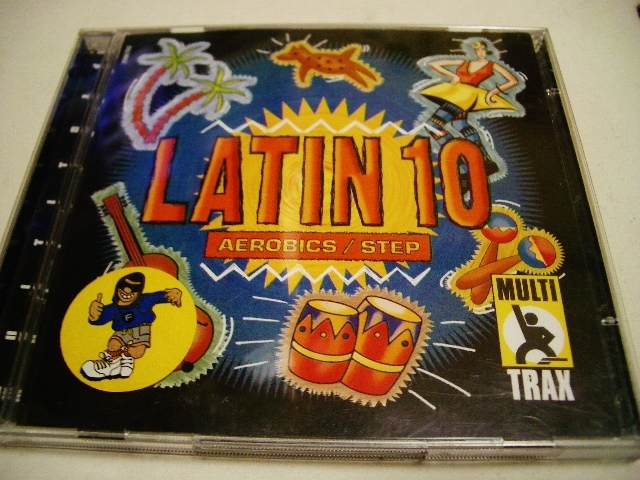 LATIN 10
AEROBICS / STEP
MULTI
TRAX
F